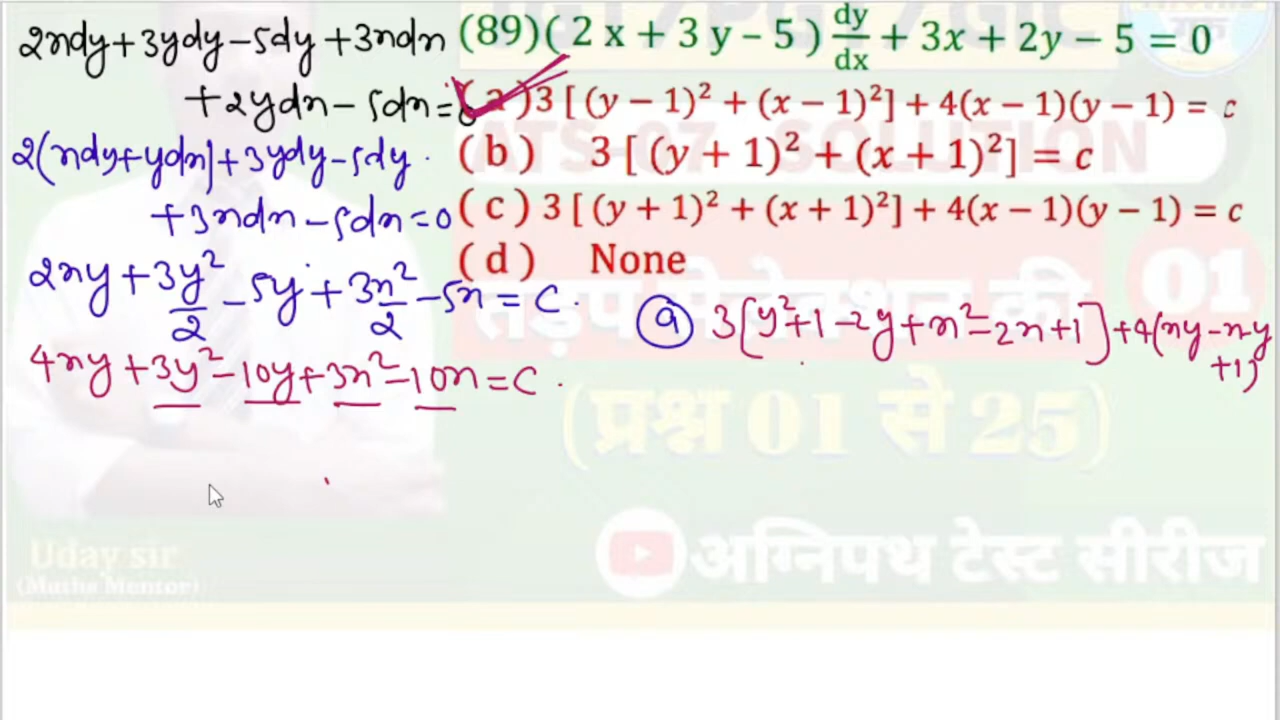 2xdy+3ydy-5dy+3xdx
+2ydx-5dx=0
2(xdy+ydx)+3ydy-5dy.
+3xdx-5dx=0
2xy+3y²/2-5y+3x²/2-5x=C.
4xy+3y²-10y+3x²-10x=C.
(89)(2x+3y-5)dy/dx+3x+2y-5=0
(a)3[(y-1)²+(x-1)²]+4(x-1)(y-1)=c
(b) 3[(y+1)²+(x+1)²]=c
(c)3[(y+1)²+(x+1)²]+4(x-1)(y-1)=c
(d) None
(a) 3[y²+1-2y+x²-2x+1]+4(xy-x-y
+1)
ATS-07 SOLUTION
01
(प्रश्न 01 से 25)
Uday sir
(Maths Mentor)
अग्निपथ टेस्ट सीरीज